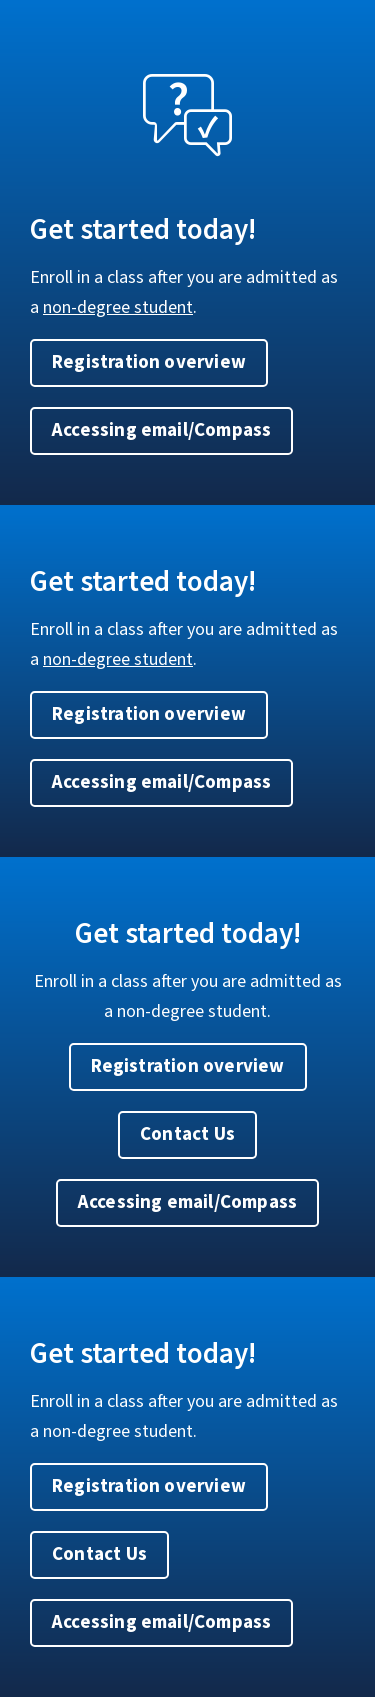 ?
Get started today!
Enroll in a class after you are admitted as
a non-degree student.
Registration overview
Accessing email/Compass
Get started today!
Enroll in a class after you are admitted as
a non-degree student.
Registration overview
Accessing email/Compass
Get started today!
Enroll in a class after you are admitted as
a non-degree student.
Registration overview
Contact Us
Accessing email/Compass
Get started today!
Enroll in a class after you are admitted as
a non-degree student.
Registration overview
Contact Us
Accessing email/Compass